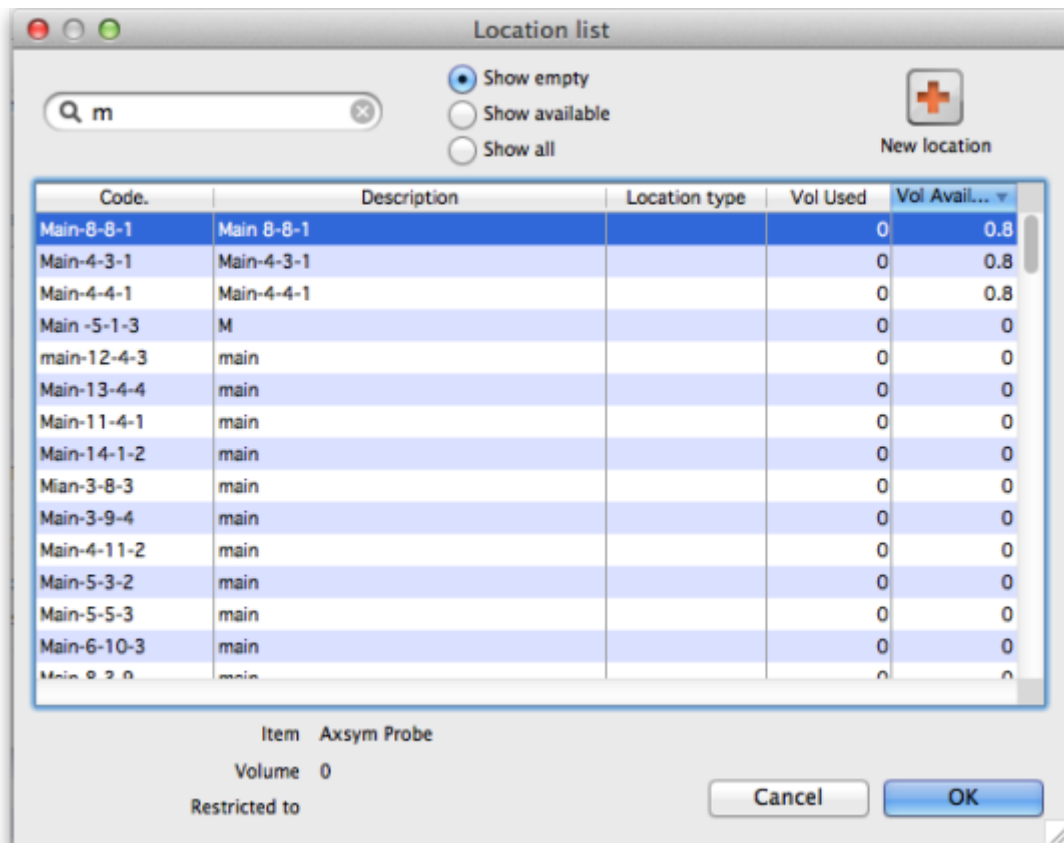 Location list
m
Show empty
Show available
Show all
New location
Code. Description Location type Vol Used Vol Avail...
Main-8-8-1 Main 8-8-1 0 0.8
Main-4-3-1 Main-4-3-1 0 0.8
Main-4-4-1 Main-4-4-1 0 0.8
Main -5-1-3 M 0 0
main-12-4-3 main 0 0
Main-13-4-4 main 0 0
Main-11-4-1 main 0 0
Main-14-1-2 main 0 0
Mian-3-8-3 main 0 0
Main-3-9-4 main 0 0
Main-4-11-2 main 0 0
Main-5-3-2 main 0 0
Main-5-5-3 main 0 0
Main-6-10-3 main 0 0
main 0 0
Item Axsym Probe
Volume 0
Restricted to
Cancel OK